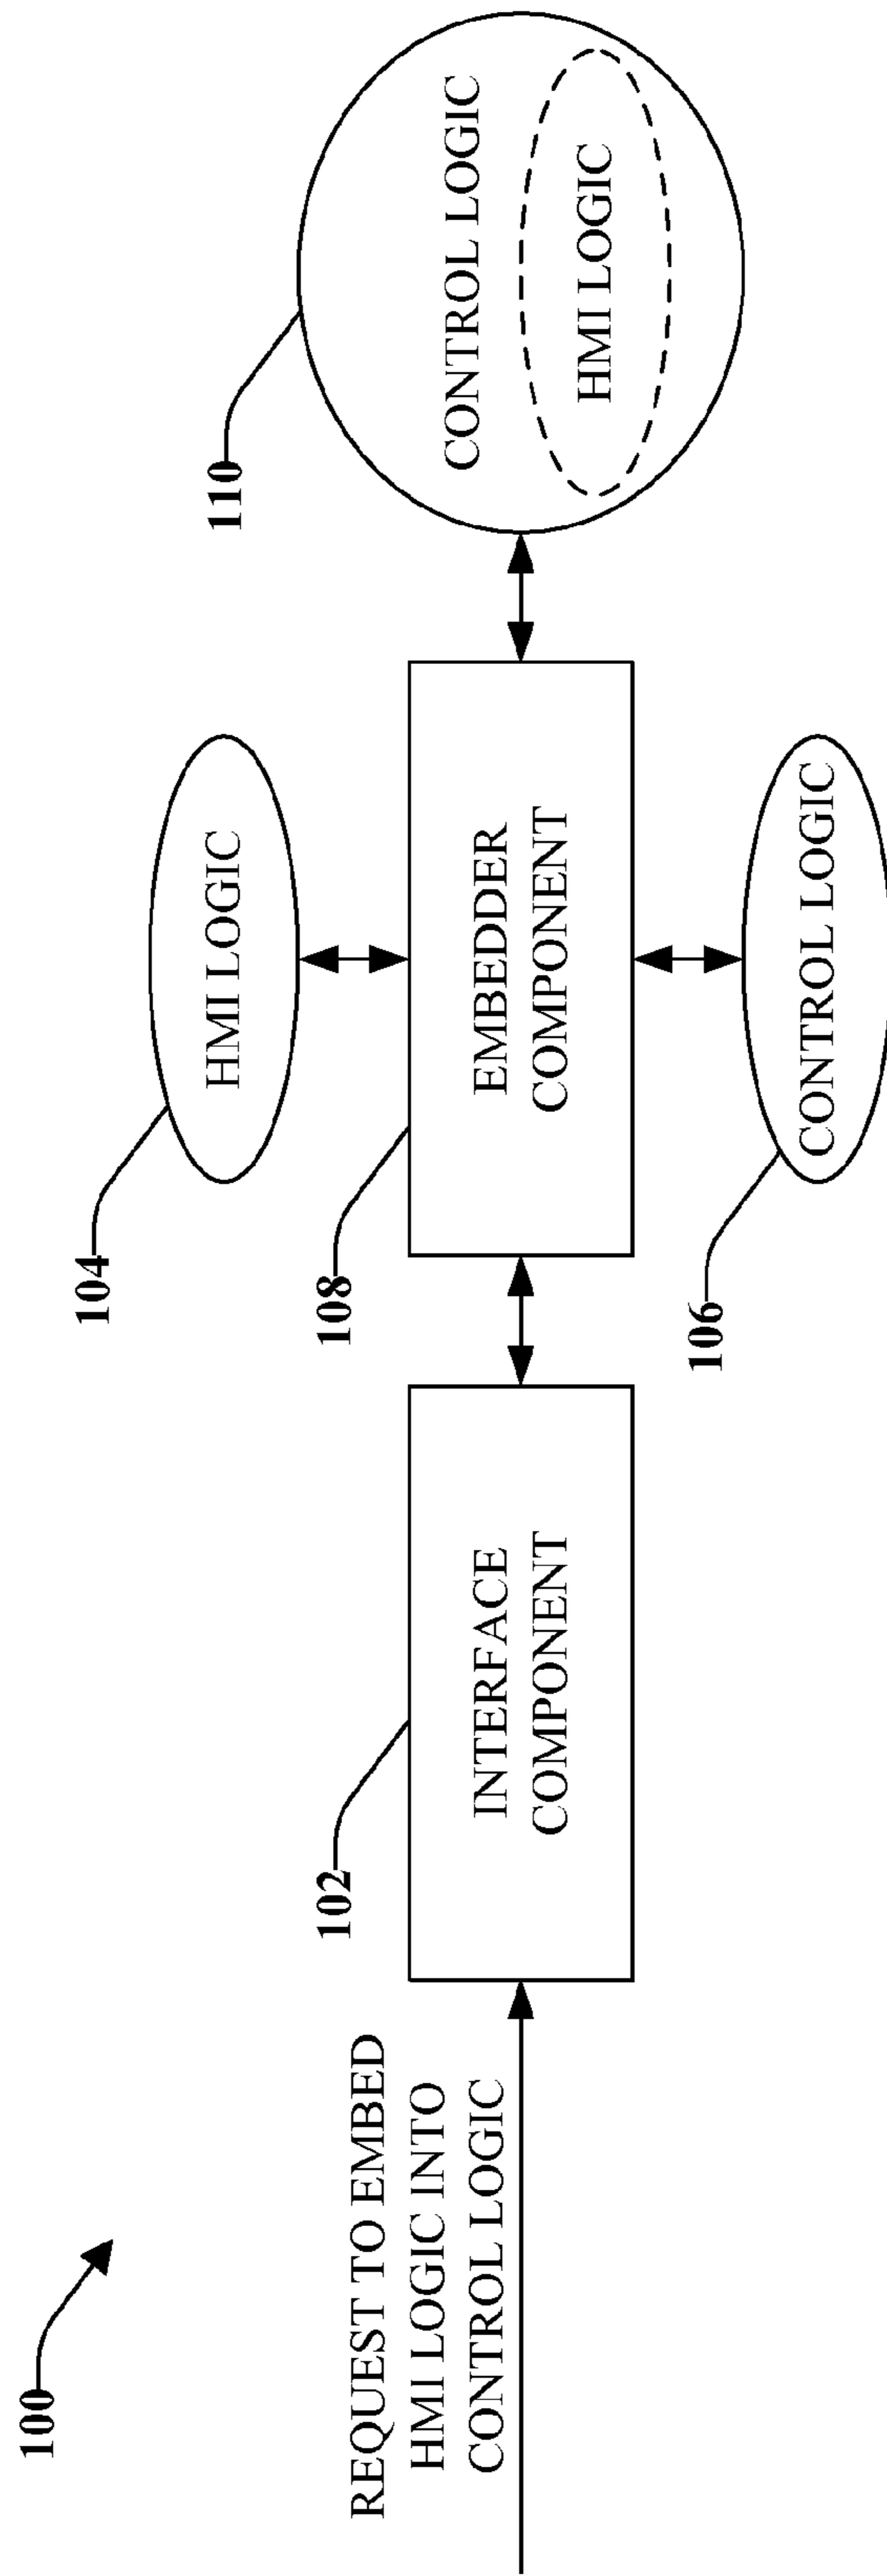 100
REQUEST TO EMBED
HMI LOGIC INTO
CONTROL LOGIC
102
INTERFACE
COMPONENT
104
HMI LOGIC
108
EMBEDDER
COMPONENT
106
CONTROL LOGIC
110
CONTROL LOGIC
HMI LOGIC